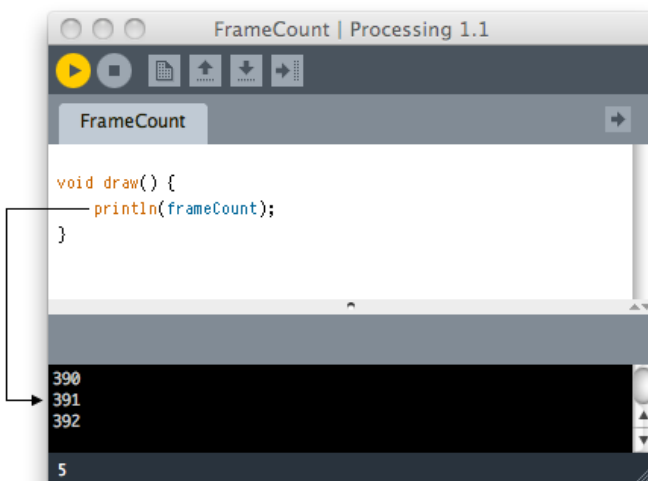 FrameCount | Processing 1.1
FrameCount
void draw() {
println(frameCount);
}
390
391
392
5